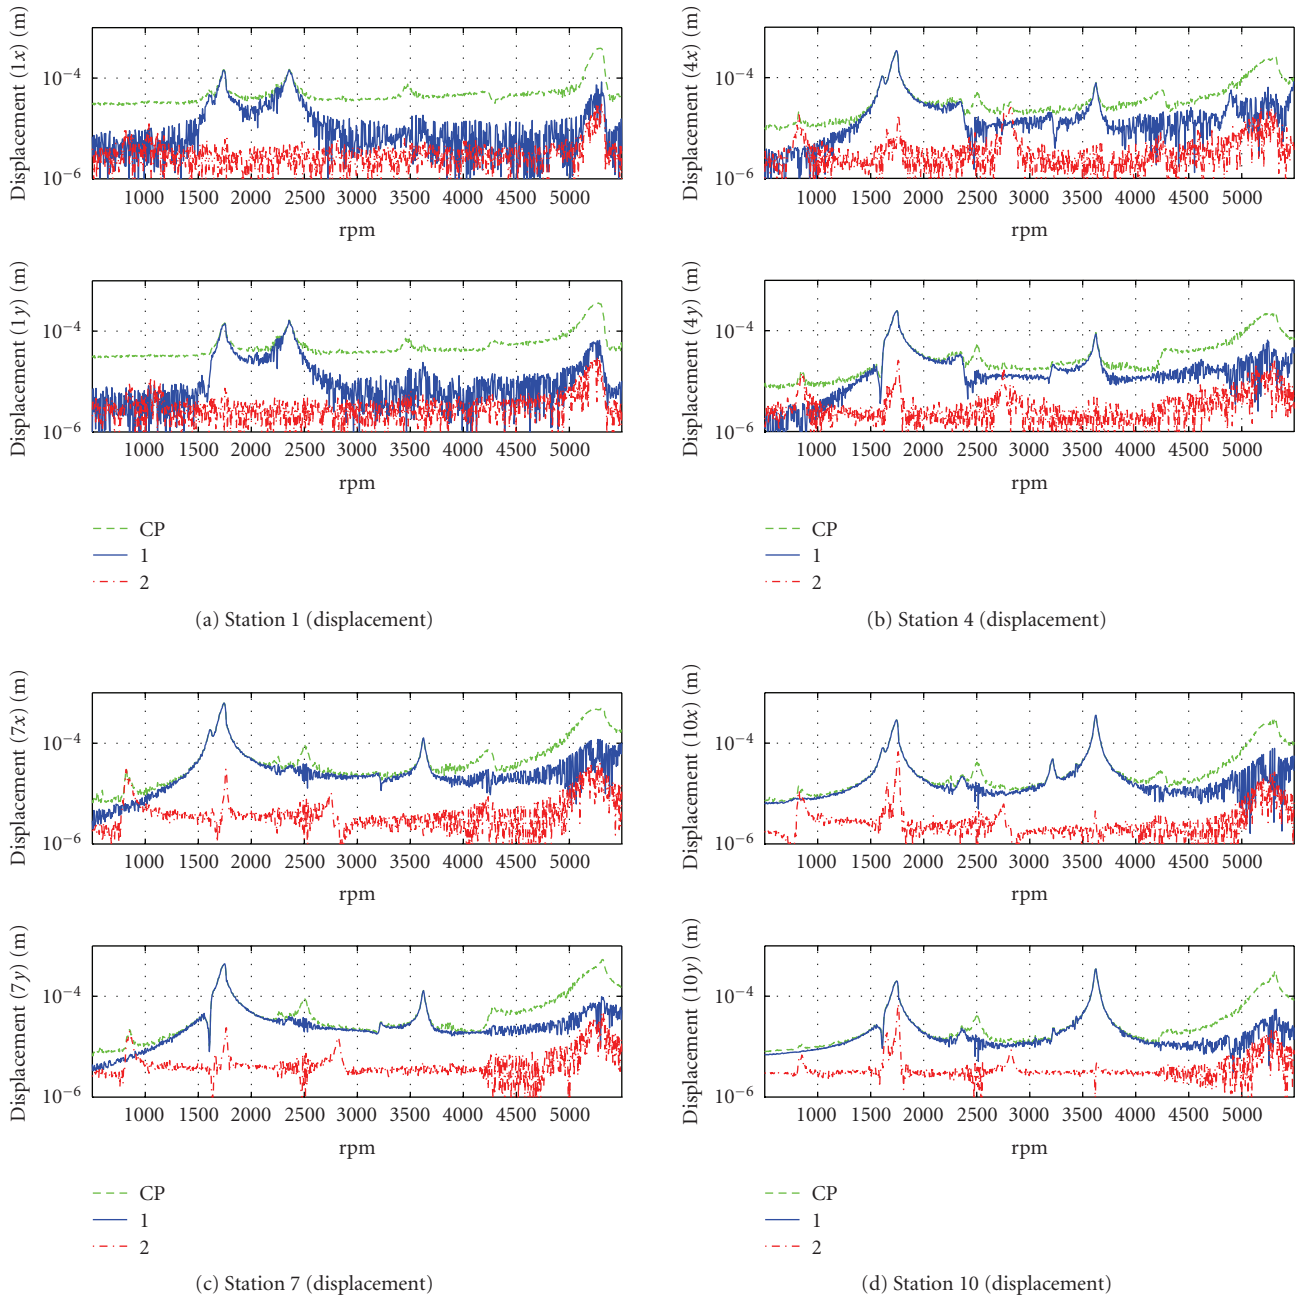 Displacement (1x) (m)
10−4
10−6
1000 1500 2000 2500 3000 3500 4000 4500 5000
rpm
Displacement (1y) (m)
10−4
10−6
1000 1500 2000 2500 3000 3500 4000 4500 5000
rpm
CP
1
2
(a) Station 1 (displacement)
Displacement (4x) (m)
10−4
10−6
1000 1500 2000 2500 3000 3500 4000 4500 5000
rpm
Displacement (4y) (m)
10−4
10−6
1000 1500 2000 2500 3000 3500 4000 4500 5000
rpm
CP
1
2
(b) Station 4 (displacement)
Displacement (7x) (m)
10−4
10−6
1000 1500 2000 2500 3000 3500 4000 4500 5000
rpm
Displacement (7y) (m)
10−4
10−6
1000 1500 2000 2500 3000 3500 4000 4500 5000
rpm
CP
1
2
(c) Station 7 (displacement)
Displacement (10x) (m)
10−4
10−6
1000 1500 2000 2500 3000 3500 4000 4500 5000
rpm
Displacement (10y) (m)
10−4
10−6
1000 1500 2000 2500 3000 3500 4000 4500 5000
rpm
CP
1
2
(d) Station 10 (displacement)